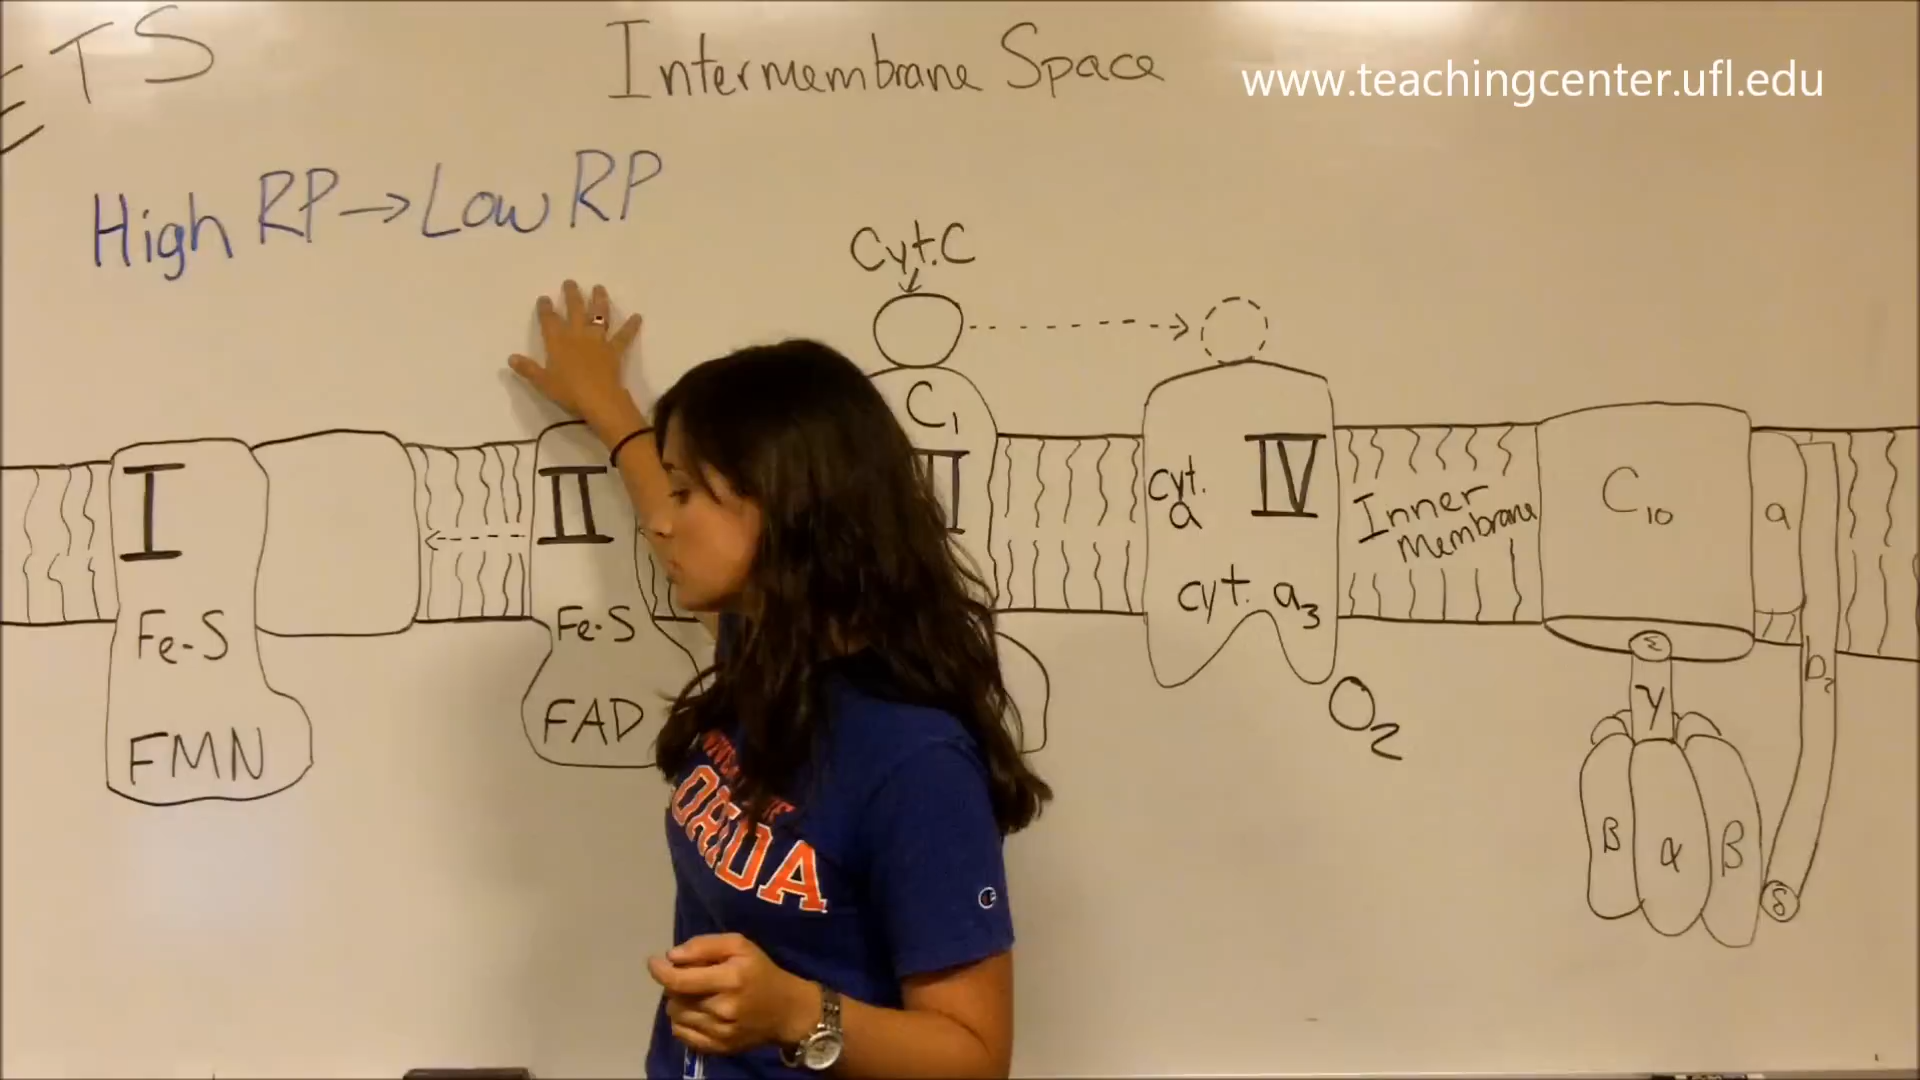 ETS
Intermembrane Space
www.teachingcenter.ufl.edu
High RP → Low RP
Cyt. C
C₁
I
II
IV
cyt.
a
Inner
membrane
C₁₀
a
Fe-S
Fe-S
cyt. a₃
ε
b₂
FMN
FAD
γ
O₂
β
α
β
δ
FLORIDA